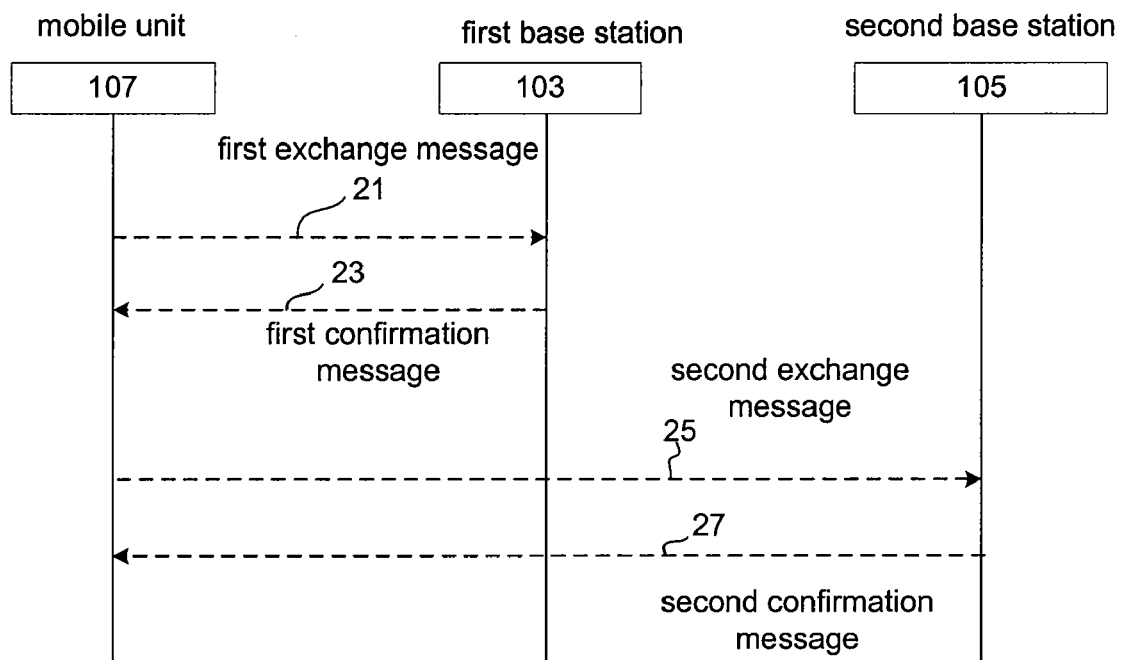 mobile unit
first base station
second base station
107
103
105
first exchange message
21
23
first confirmation
message
second exchange
message
25
27
second confirmation
message